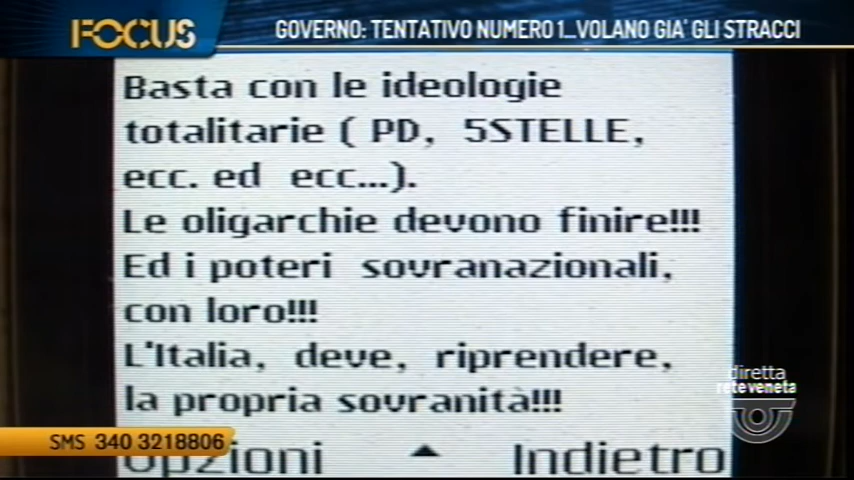 FOCUS
GOVERNO: TENTATIVO NUMERO 1...VOLANO GIA' GLI STRACCI
Basta con le ideologie
totalitarie ( PD, 5STELLE,
ecc. ed ecc...).
Le oligarchie devono finire!!!
Ed i poteri sovranazionali,
con loro!!!
L'Italia, deve, riprendere,
la propria sovranità!!!
diretta
reteveneta
SMS 340 3218806
Opzioni Indietro